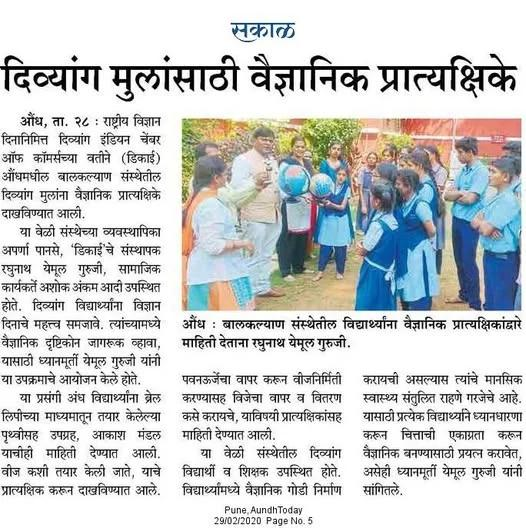 सकाळ
दिव्यांग मुलांसाठी वैज्ञानिक प्रात्यक्षिके
औंध, ता. २८ : राष्ट्रीय विज्ञान
दिनानिमित्त दिव्यांग इंडियन चेंबर
ऑफ कॉमर्सच्या वतीने (डिकाई)
औंधमधील बालकल्याण संस्थेतील
दिव्यांग मुलांना वैज्ञानिक प्रात्यक्षिके
दाखविण्यात आली.
या वेळी संस्थेच्या व्यवस्थापिका
अपर्णा पानसे, 'डिकाई'चे संस्थापक
रघुनाथ येमूल गुरुजी, सामाजिक
कार्यकर्ते अशोक अंकम आदी उपस्थित
होते. दिव्यांग विद्यार्थ्यांना विज्ञान
दिनाचे महत्त्व समजावे. त्यांच्यामध्ये
वैज्ञानिक दृष्टिकोन जागरूक व्हावा,
यासाठी ध्यानमूर्ती येमूल गुरुजी यांनी
या उपक्रमाचे आयोजन केले होते.
या प्रसंगी अंध विद्यार्थ्यांना ब्रेल
लिपीच्या माध्यमातून तयार केलेल्या
पृथ्वीसह उपग्रह, आकाश मंडल
याचीही माहिती देण्यात आली.
वीज कशी तयार केली जाते, याचे
प्रात्यक्षिक करून दाखविण्यात आले.
औंध : बालकल्याण संस्थेतील विद्यार्थ्यांना वैज्ञानिक प्रात्यक्षिकांद्वारे
माहिती देताना रघुनाथ येमूल गुरुजी.
पवनऊर्जेचा वापर करून वीजनिर्मिती
करण्यासह विजेचा वापर व वितरण
कसे करायचे, याविषयी प्रात्यक्षिकांसह
माहिती देण्यात आली.
या वेळी संस्थेतील दिव्यांग
विद्यार्थी व शिक्षक उपस्थित होते.
विद्यार्थ्यांमध्ये वैज्ञानिक गोडी निर्माण
करायची असल्यास त्यांचे मानसिक
स्वास्थ्य संतुलित राहणे गरजेचे आहे.
यासाठी प्रत्येक विद्यार्थ्याने ध्यानधारणा
करून चित्ताची एकाग्रता करून
वैज्ञानिक बनण्यासाठी प्रयत्न करावेत,
असेही ध्यानमूर्ती येमूल गुरुजी यांनी
सांगितले.
Pune,AundhToday
29/02/2020 Page No. 5